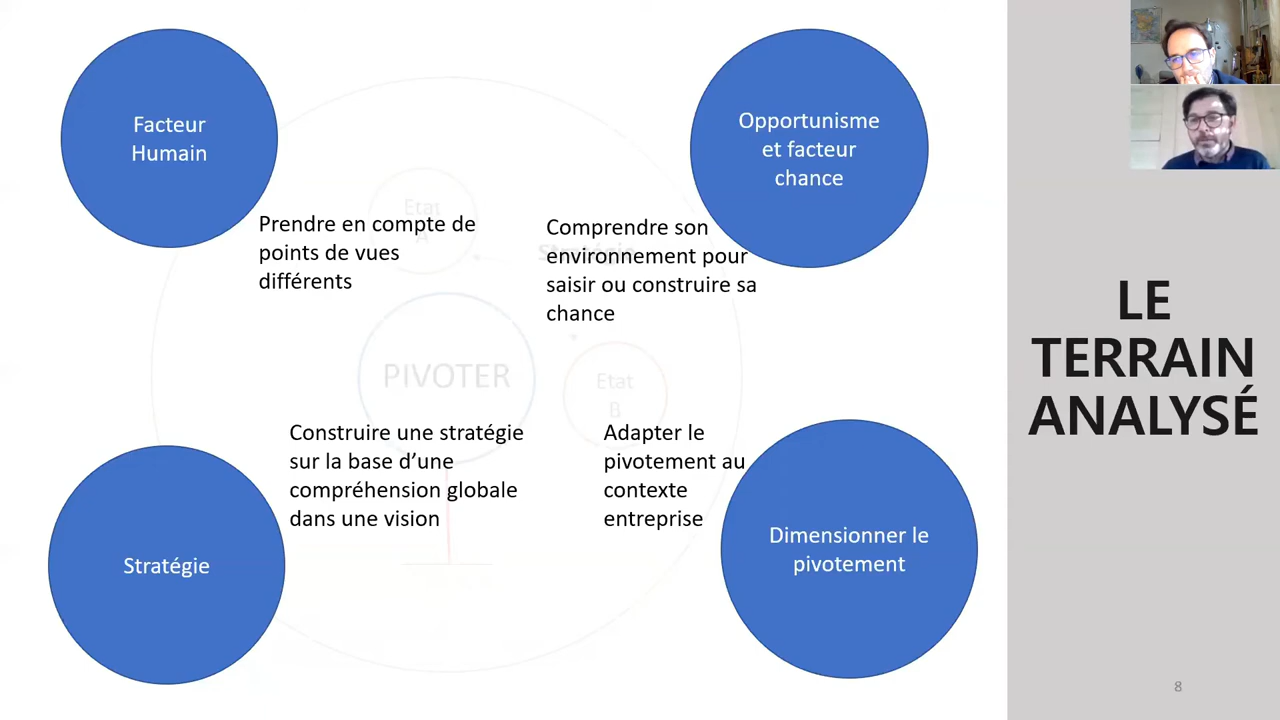 Facteur
Humain
Opportunisme
et facteur
chance
Prendre en compte de
points de vues
différents
Comprendre son
environnement pour
saisir ou construire sa
chance
Etat
A
Stratégie
PIVOTER
Etat
B
Construire une stratégie
sur la base d’une
compréhension globale
dans une vision
Adapter le
pivotement au
contexte
entreprise
Stratégie
Dimensionner le
pivotement
LE
TERRAIN
ANALYSÉ
8